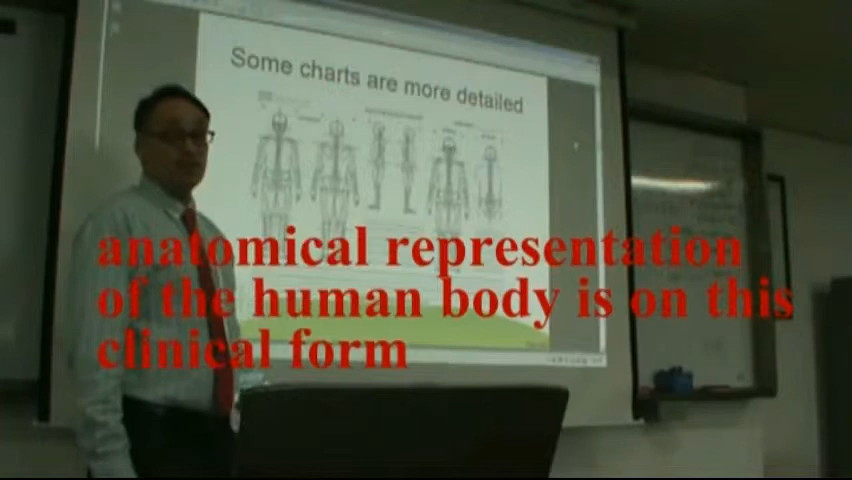 Some charts are more detailed
anatomical representation
of the human body is on this
clinical form